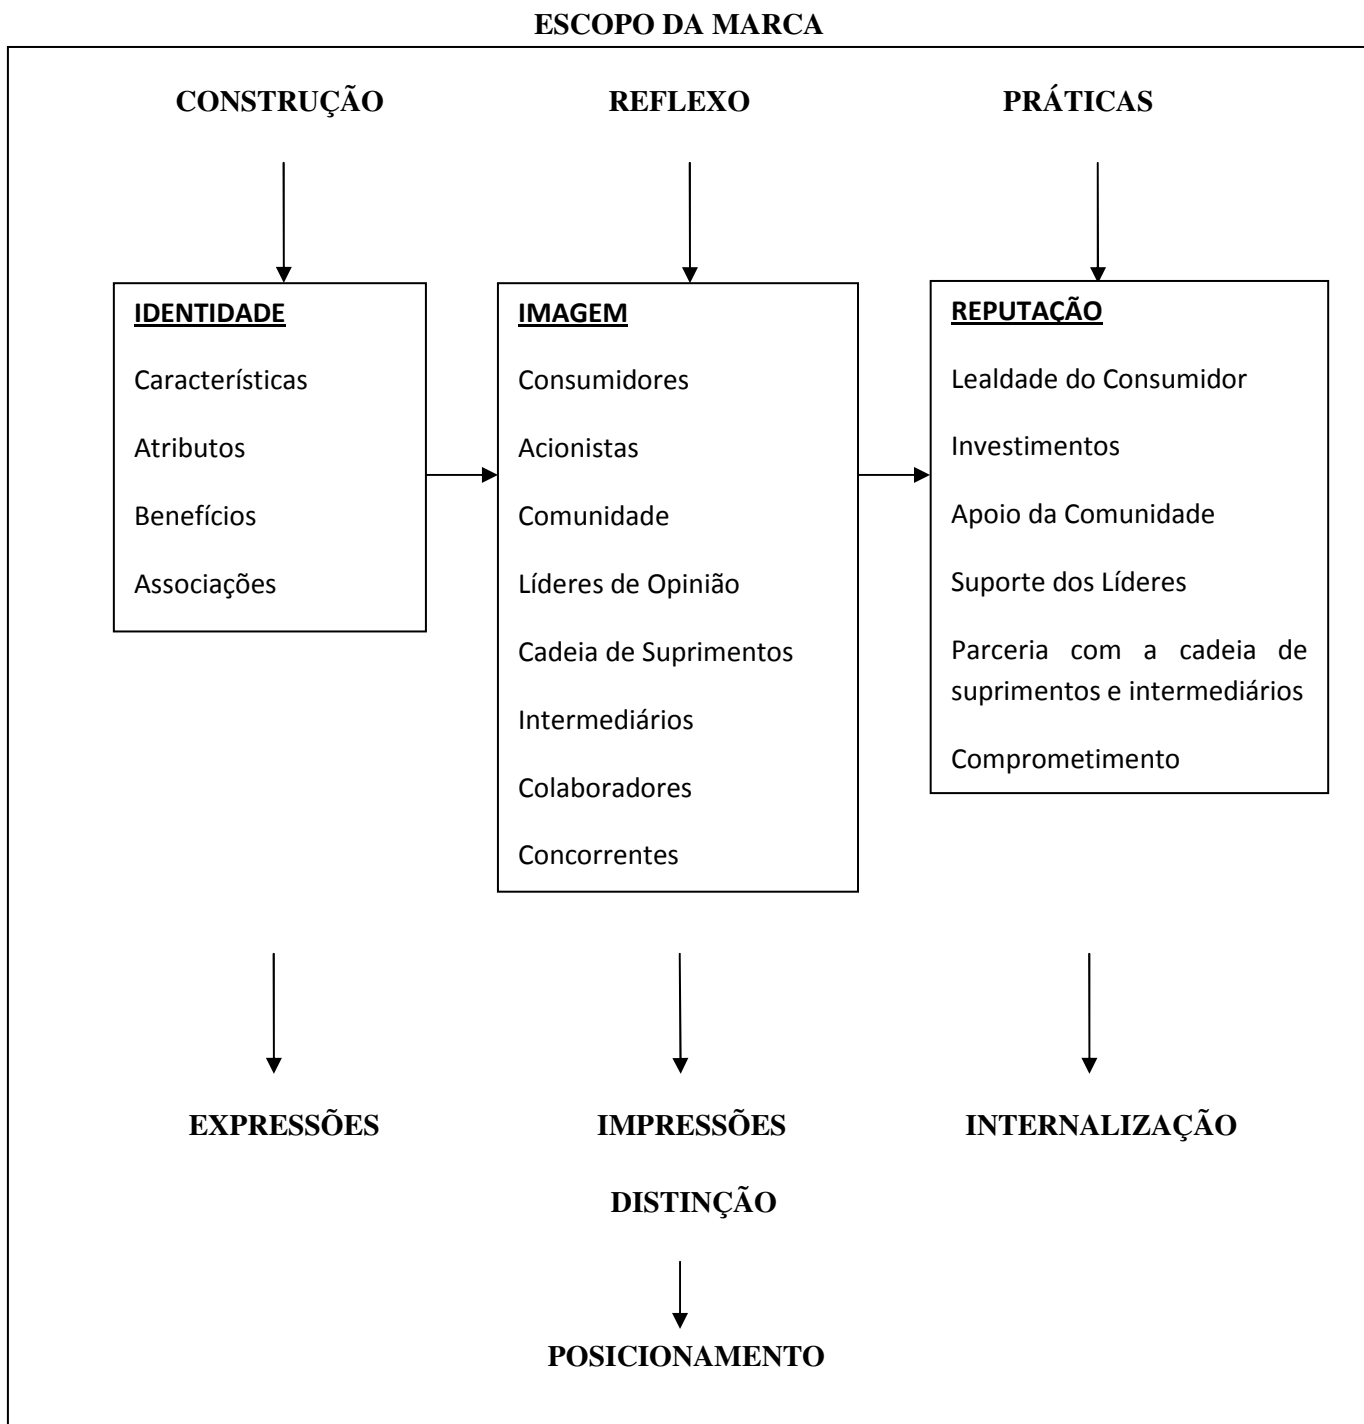 ESCOPO DA MARCA
CONSTRUÇÃO
REFLEXO
PRÁTICAS
IDENTIDADE
Características
Atributos
Benefícios
Associações
IMAGEM
Consumidores
Acionistas
Comunidade
Líderes de Opinião
Cadeia de Suprimentos
Intermediários
Colaboradores
Concorrentes
REPUTAÇÃO
Lealdade do Consumidor
Investimentos
Apoio da Comunidade
Suporte dos Líderes
Parceria com a cadeia de
suprimentos e intermediários
Comprometimento
EXPRESSÕES
IMPRESSÕES
INTERNALIZAÇÃO
DISTINÇÃO
POSICIONAMENTO